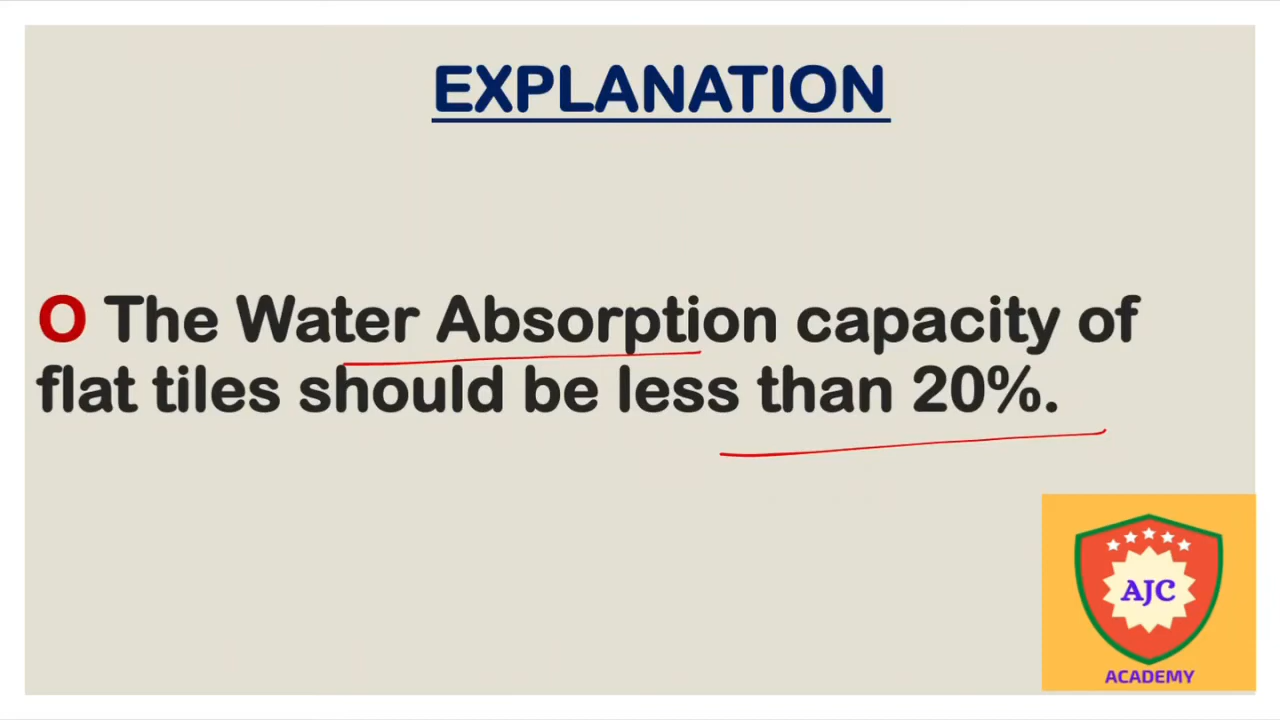 EXPLANATION
O The Water Absorption capacity of
flat tiles should be less than 20%.
AJC
ACADEMY